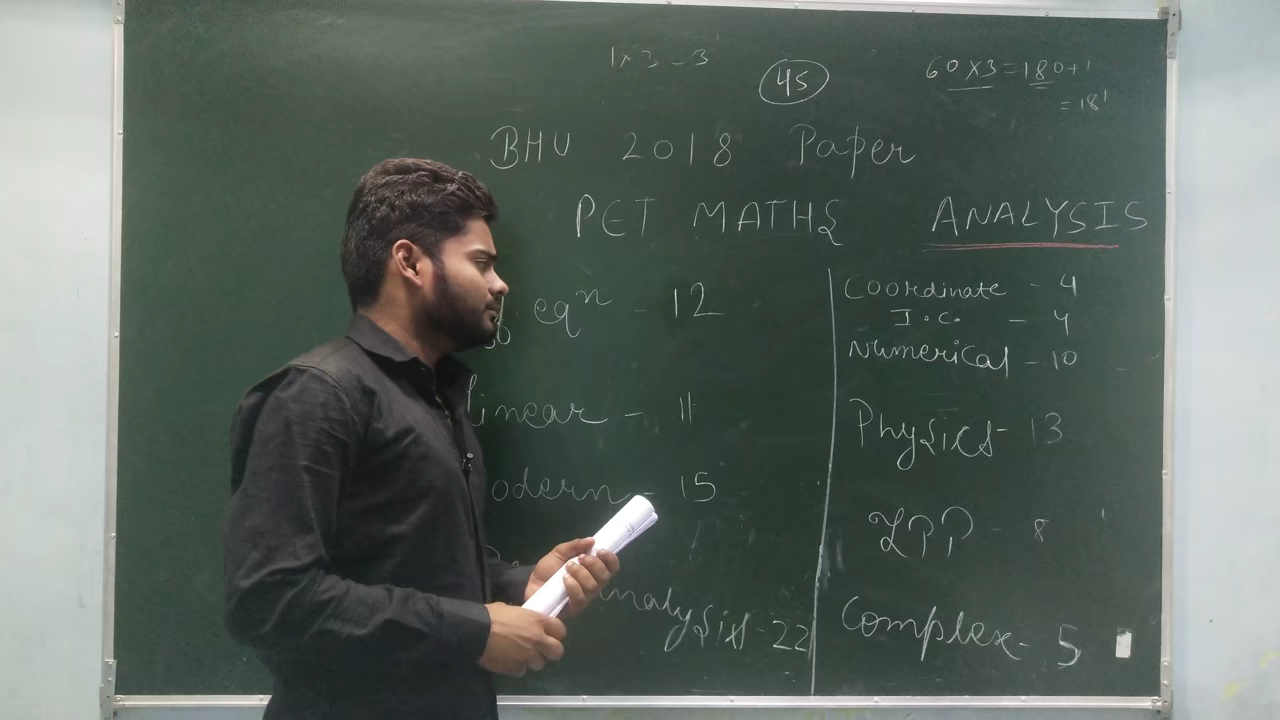 1 x 3 = 3
45
60 x 3 = 180 + 1
= 181
BHU 2018 Paper
PET MATHS ANALYSIS
eqn - 12
linear - 11
odern - 15
analysis - 22
Coordinate - 4
I.C. - 4
Numerical - 10
Physics - 13
LPP - 8
Complex - 5